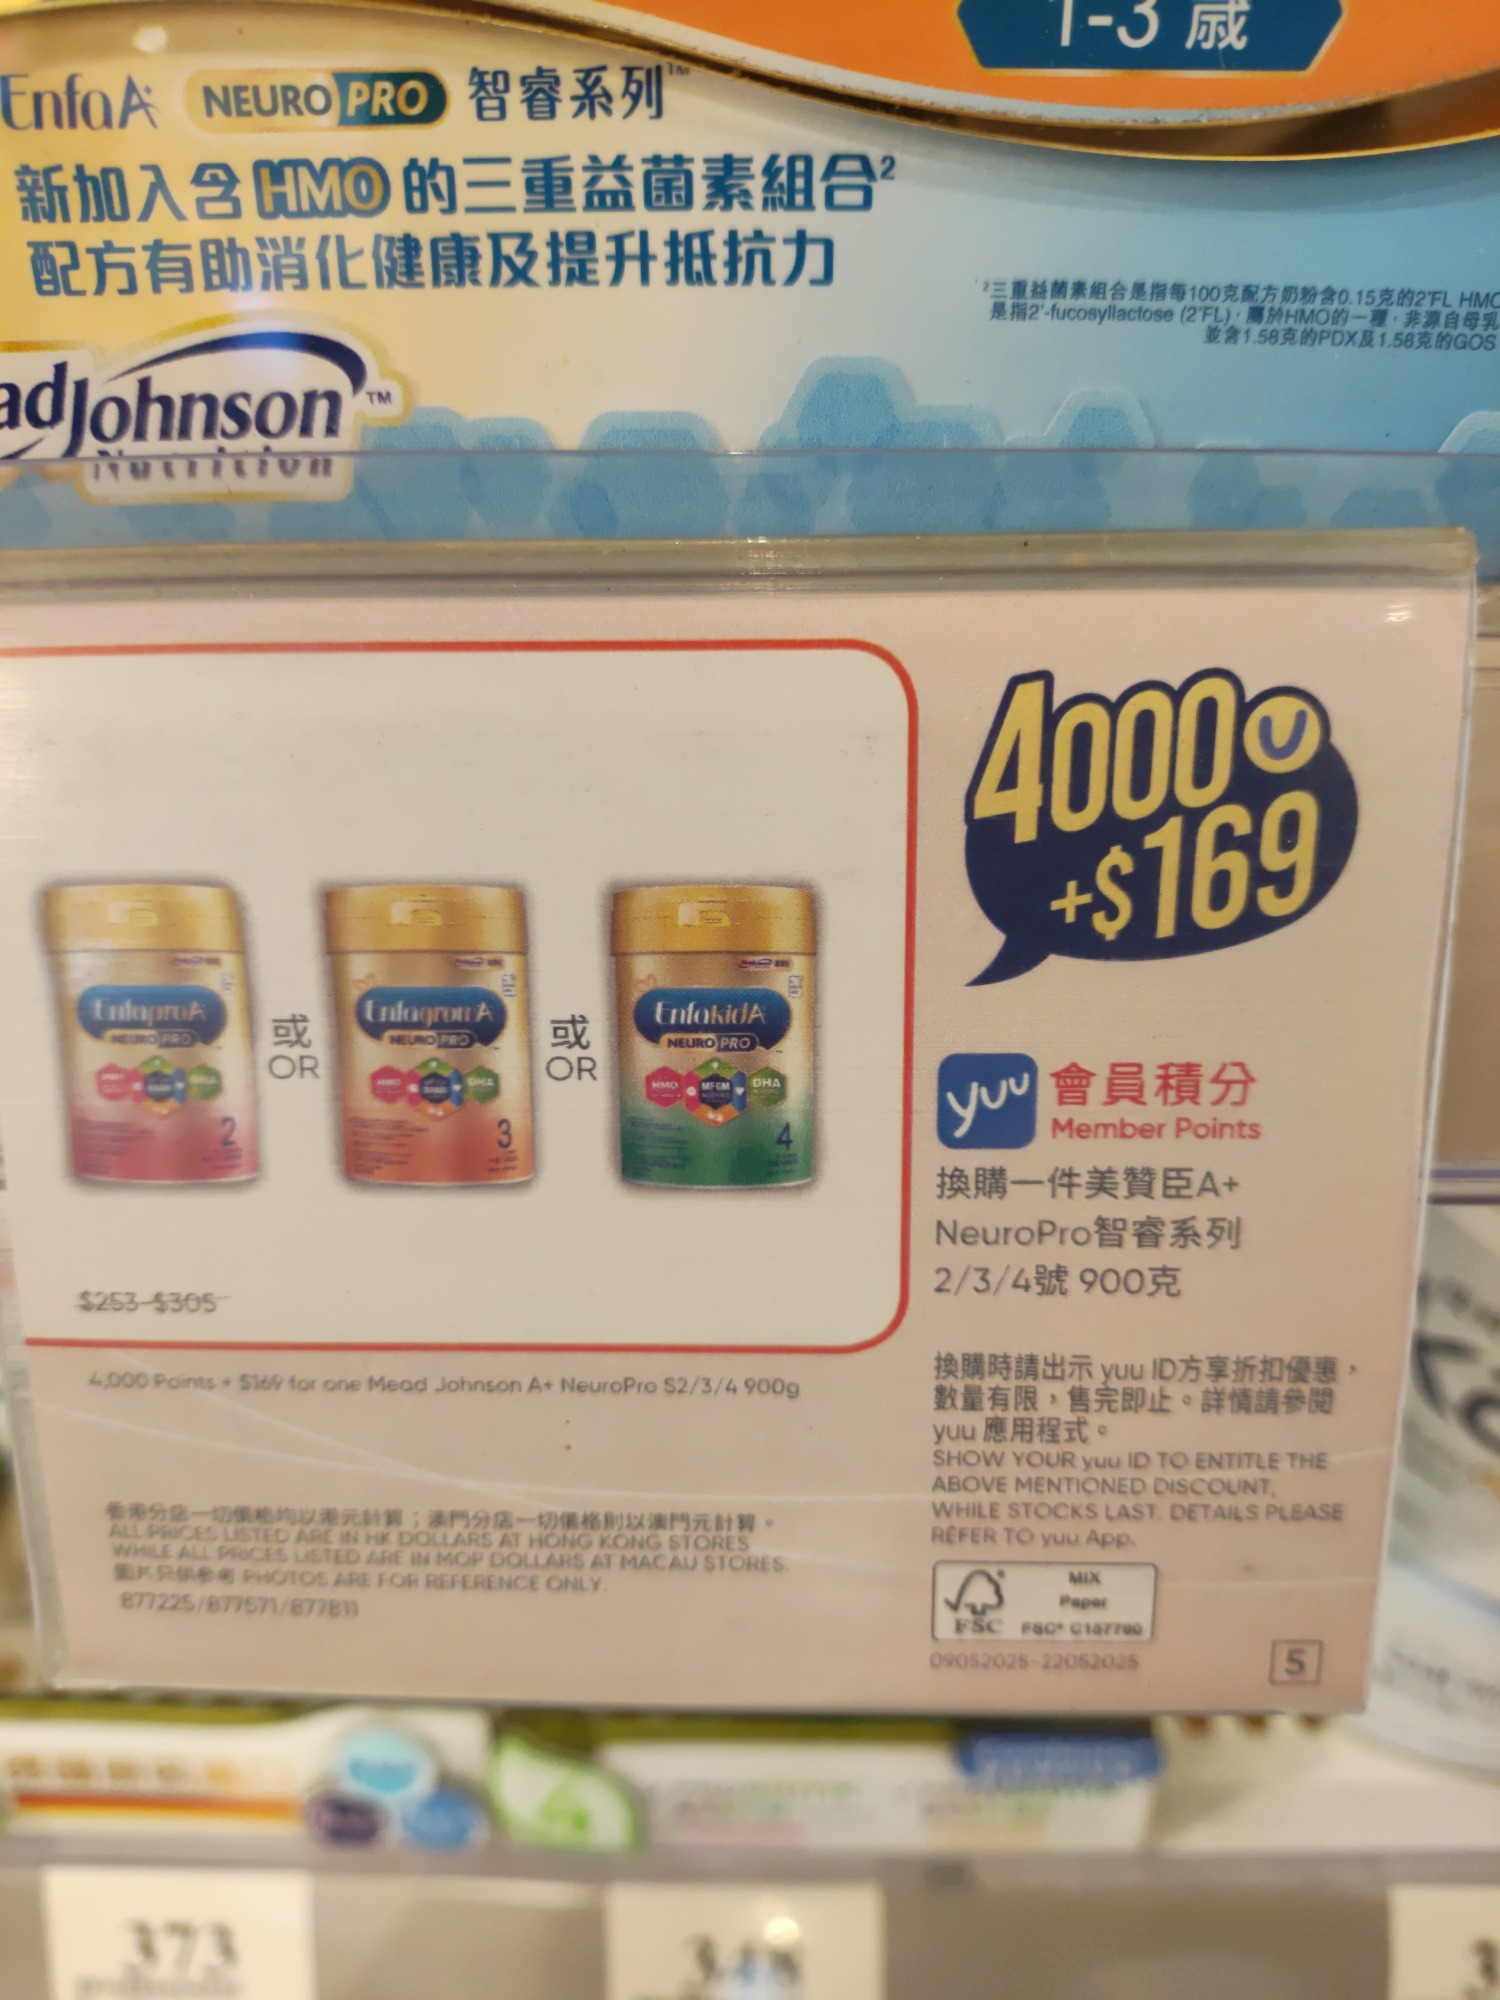 1-3 歲
EnfaA+ NEURO PRO 智睿系列™
新加入含 HMO 的三重益菌素組合²
配方有助消化健康及提升抵抗力
²三重益菌素組合是指每100克配方奶粉含0.15克的2'FL HMO
是指2'-fucosyllactose (2'FL)，屬於HMO的一種，非源自母乳
並含1.58克的PDX及1.58克的GOS
adJohnson™
Nutrition
4000U
+$169
EnfaproA+
NEURO PRO
HMO
DHA
2
或
OR
EnfagrowA+
NEURO PRO
HMO
DHA
3
或
OR
EnfakidA+
NEURO PRO
HMO MFGM DHA
4
$253-$305
4,000 Points + $169 for one Mead Johnson A+ NeuroPro S2/3/4 900g
yuu 會員積分
Member Points
換購一件美贊臣A+
NeuroPro智睿系列
2/3/4號 900克
換購時請出示 yuu ID方享折扣優惠，
數量有限，售完即止。詳情請參閱
yuu 應用程式。
SHOW YOUR yuu ID TO ENTITLE THE
ABOVE MENTIONED DISCOUNT,
WHILE STOCKS LAST. DETAILS PLEASE
REFER TO yuu App.
香港分店一切價格均以港元計算；澳門分店一切價格則以澳門元計算。
ALL PRICES LISTED ARE IN HK DOLLARS AT HONG KONG STORES
WHILE ALL PRICES LISTED ARE IN MOP DOLLARS AT MACAU STORES.
圖片只供參考 PHOTOS ARE FOR REFERENCE ONLY.
877225/877571/877811
FSC
MIX
Paper
FSC® C157780
09052025-22052025
5
373